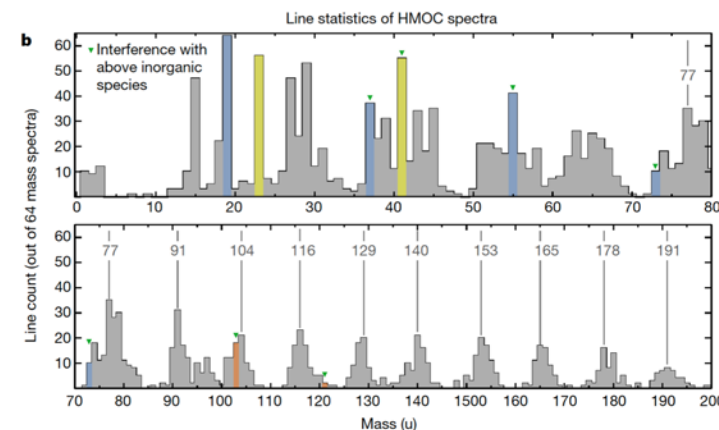 Line statistics of HMOC spectra
b
Interference with
above inorganic
species
77
60
50
40
30
20
10
0 10 20 30 40 50 60 70 80
Line count (out of 64 mass spectra)
77 91 104 116 129 140 153 165 178 191
60
50
40
30
20
10
70 80 90 100 110 120 130 140 1500 160 170 180 190 200
Mass (u)